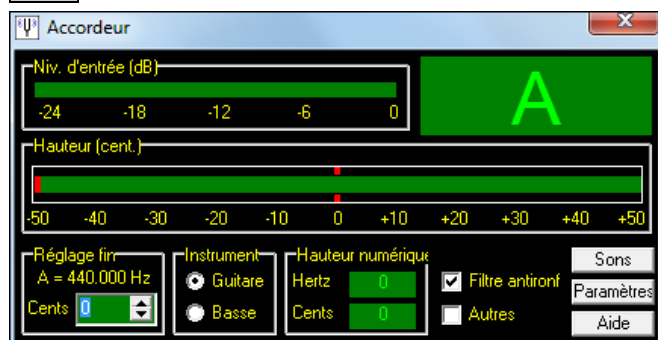 Accordeur
Niv. d'entrée (dB)
-24 -18 -12 -6 0
A
Hauteur (cent.)
-50 -40 -30 -20 -10 0 +10 +20 +30 +40 +50
Réglage fin
A = 440.000 Hz
Cents 0
Instrument
Guitare
Basse
Hauteur numérique
Hertz 0
Cents 0
Filtre antironf
Autres
Sons
Paramètres
Aide